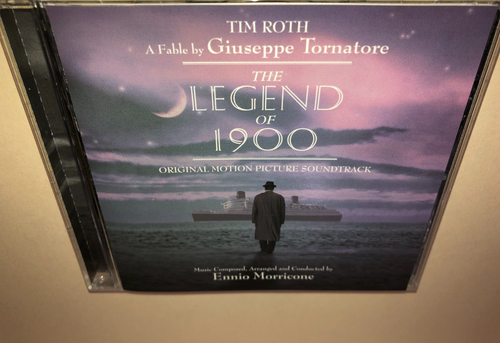 TIM ROTH
A Fable by Giuseppe Tornatore
THE
LEGEND
OF
1900
ORIGINAL MOTION PICTURE SOUNDTRACK
Music Composed, Arranged and Conducted by
Ennio Morricone